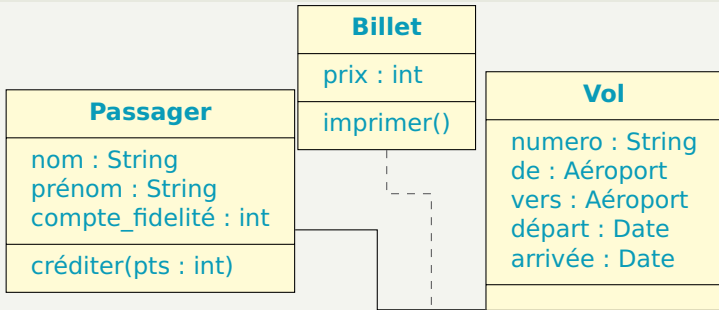 Billet
prix : int
imprimer()
Passager
nom : String
prénom : String
compte_fidelité : int
créditer(pts : int)
Vol
numero : String
de : Aéroport
vers : Aéroport
départ : Date
arrivée : Date